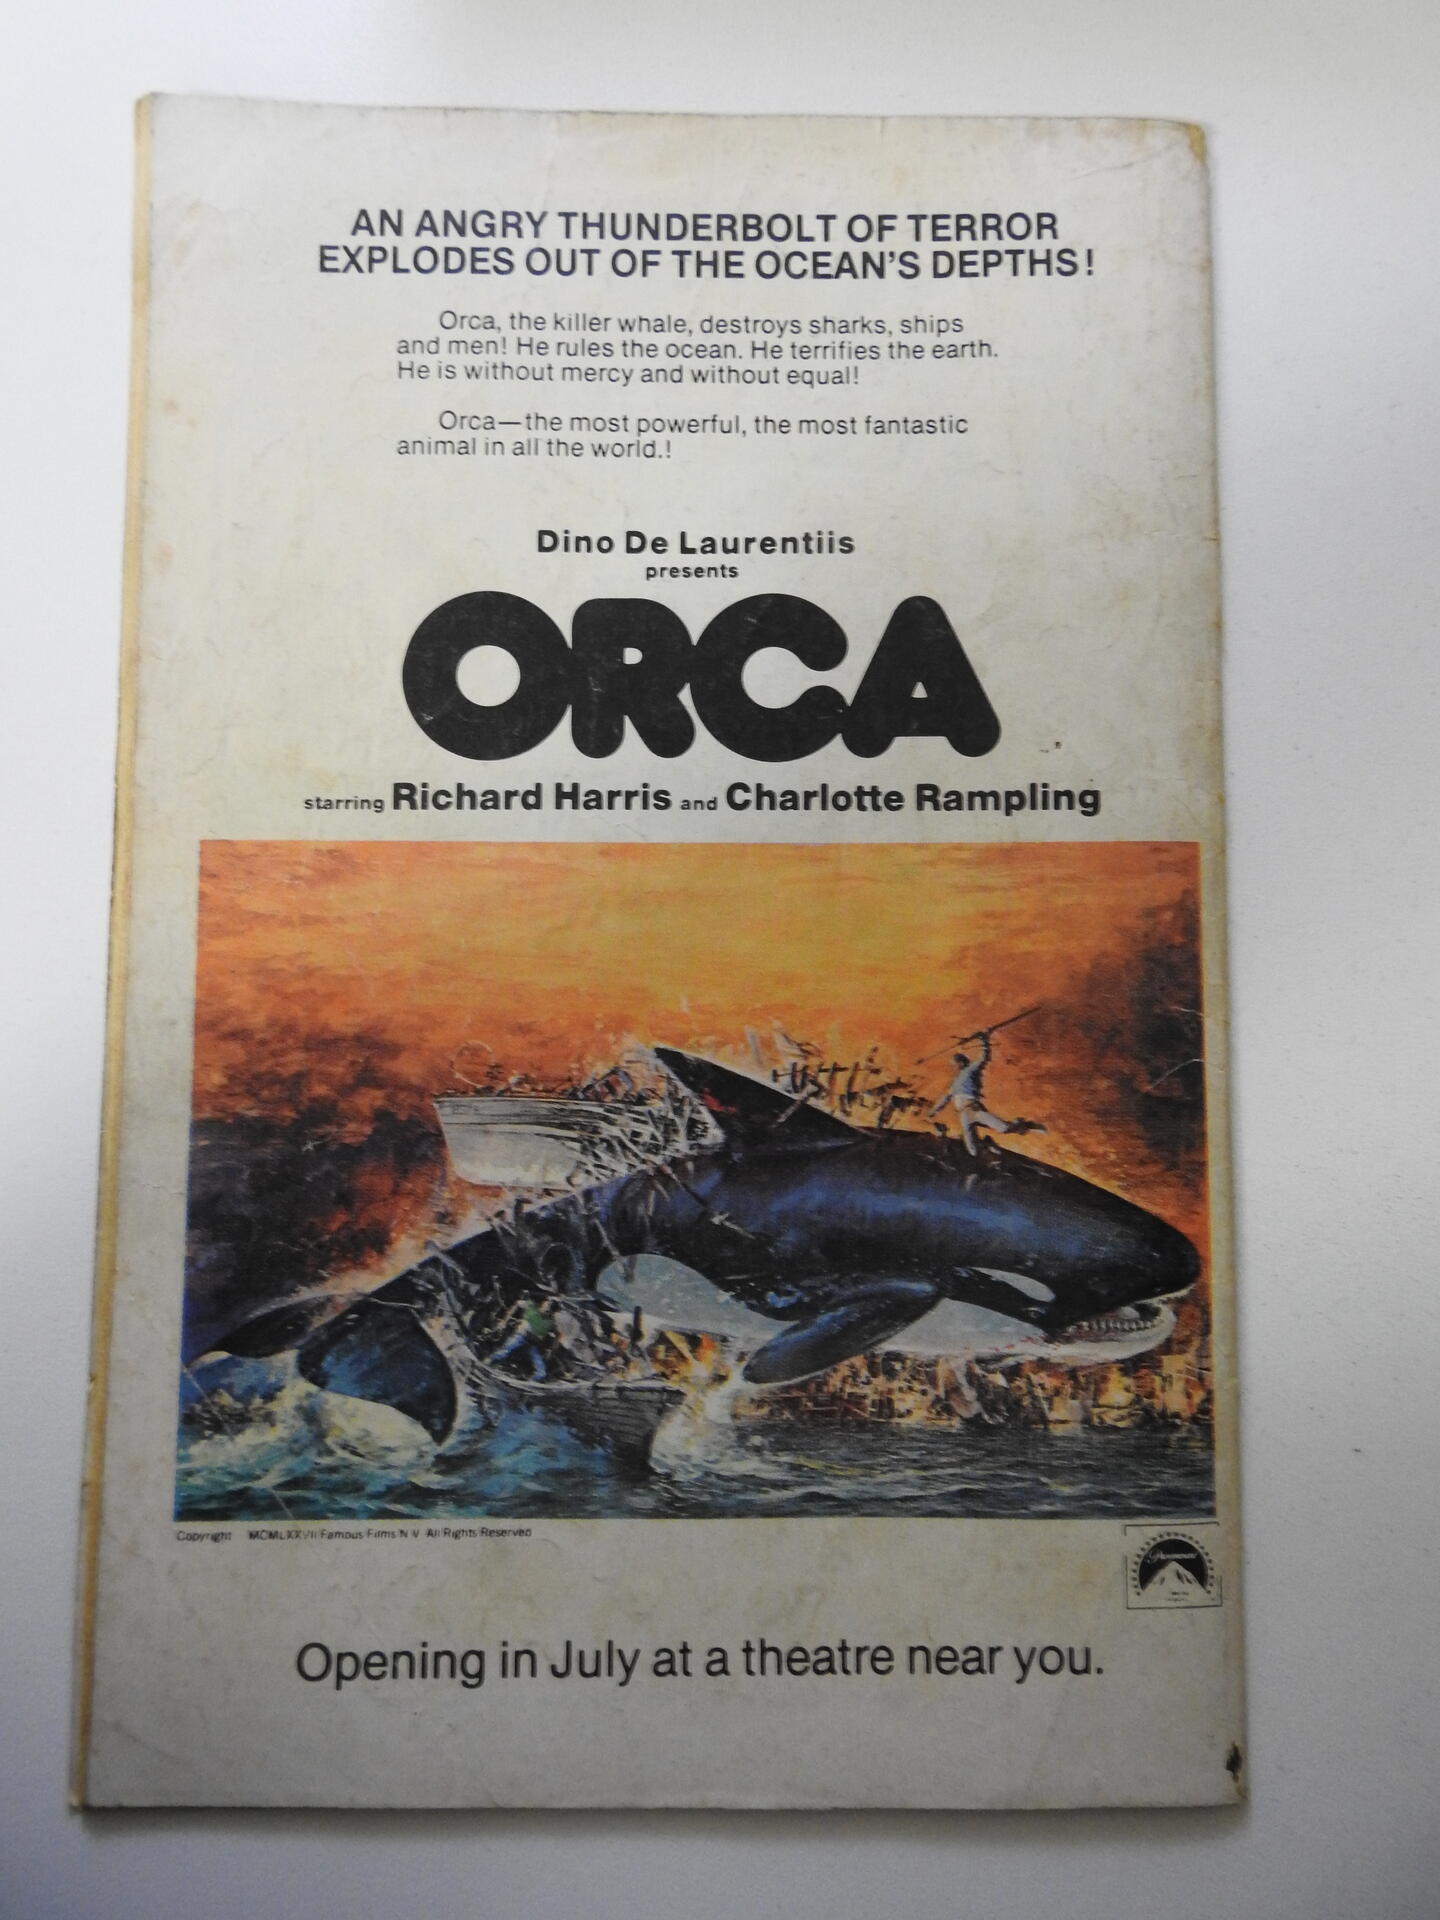 AN ANGRY THUNDERBOLT OF TERROR
EXPLODES OUT OF THE OCEAN'S DEPTHS!
Orca, the killer whale, destroys sharks, ships
and men! He rules the ocean. He terrifies the earth.
He is without mercy and without equal!
Orca—the most powerful, the most fantastic
animal in all the world.!
Dino De Laurentiis
presents
ORCA
starring Richard Harris and Charlotte Rampling
Copyright MCMLXXVII Famous Films N V All Rights Reserved
Paramount
Opening in July at a theatre near you.